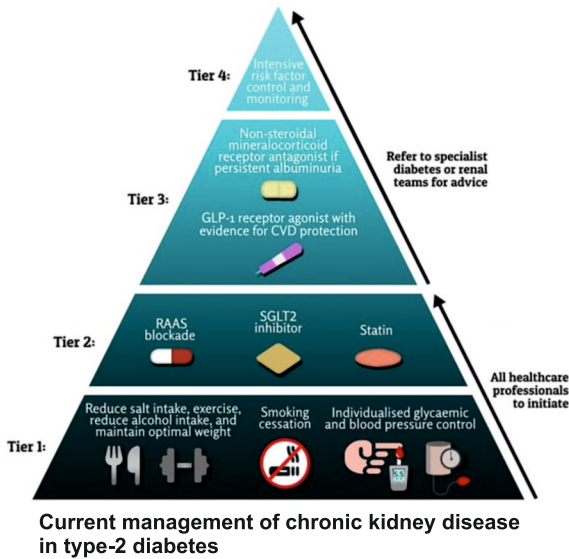 Tier 4:
Intensive
risk factor
control and
monitoring
Tier 3:
Non-steroidal
mineralocorticoid
receptor antagonist if
persistent albuminuria
GLP-1 receptor agonist with
evidence for CVD protection
Refer to specialist
diabetes or renal
teams for advice
Tier 2:
RAAS
blockade
SGLT2
inhibitor
Statin
All healthcare
professionals
to initiate
Tier 1:
Reduce salt intake, exercise,
reduce alcohol intake, and
maintain optimal weight
Smoking
cessation
Individualised glycaemic
and blood pressure control
5.5
Current management of chronic kidney disease
in type-2 diabetes